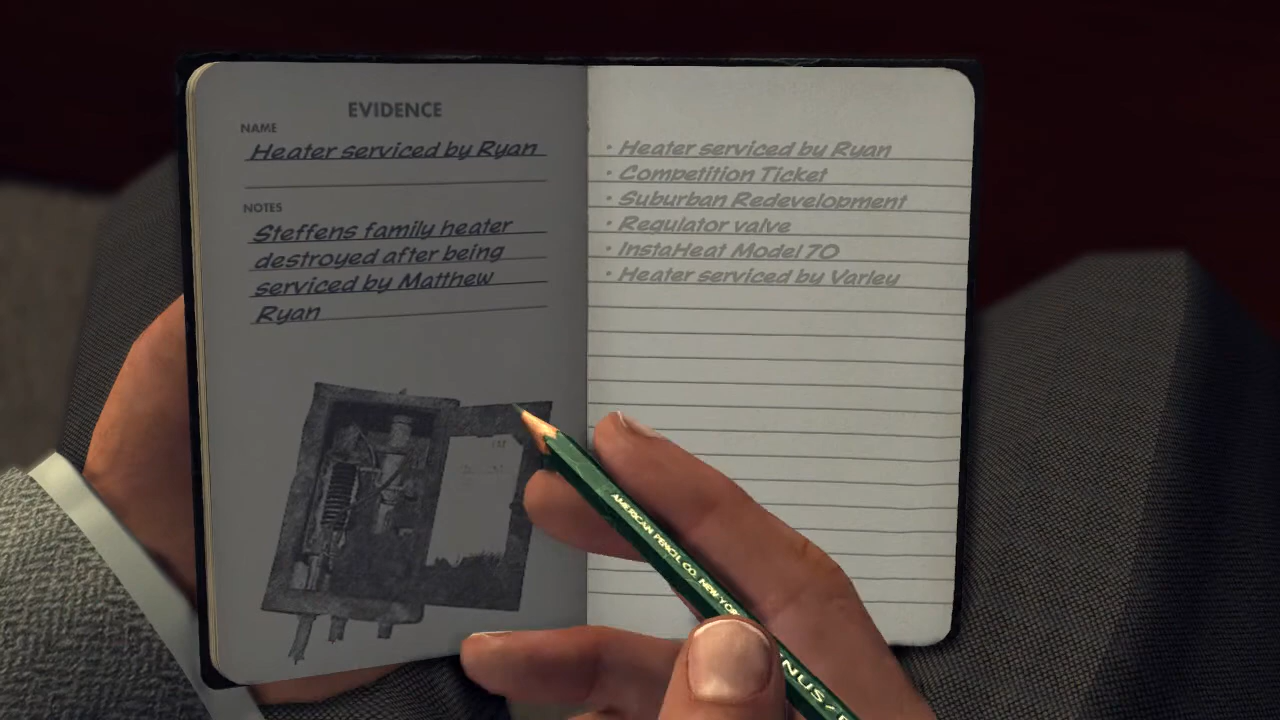 EVIDENCE
NAME
Heater serviced by Ryan
NOTES
Steffens family heater
destroyed after being
serviced by Matthew
Ryan
• Heater serviced by Ryan
• Competition Ticket
• Suburban Redevelopment
• Regulator valve
• InstaHeat Model 70
• Heater serviced by Varley
AMERICAN PENCIL CO. NEW YORK